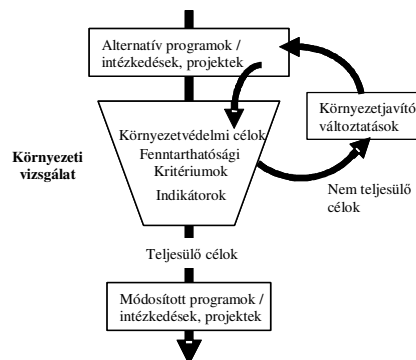 Alternatív programok /
intézkedések, projektek
Környezetjavító
változtatások
Környezetvédelmi célok
Fenntarthatósági
Kritériumok
Indikátorok
Környezeti
vizsgálat
Nem teljesülő
célok
Teljesülő célok
Módosított programok /
intézkedések, projektek